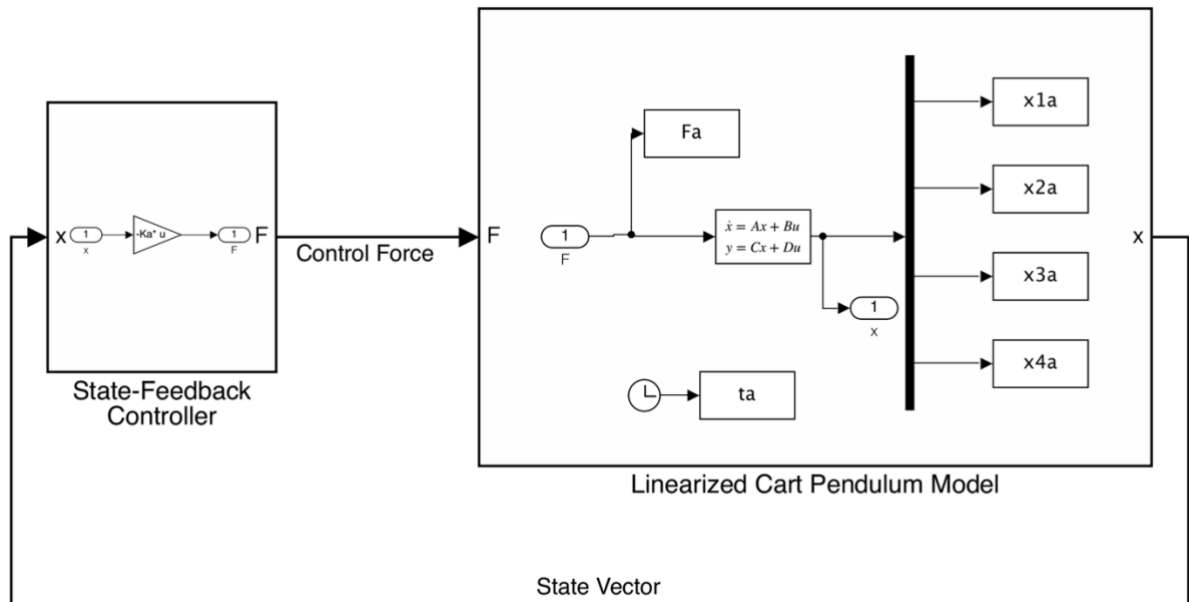 x
1
x
-Ka* u
1
F
F
State-Feedback
Controller
Control Force
F
1
F
Fa
ẋ = Ax + Bu
y = Cx + Du
1
x
ta
x1a
x2a
x3a
x4a
x
Linearized Cart Pendulum Model
State Vector